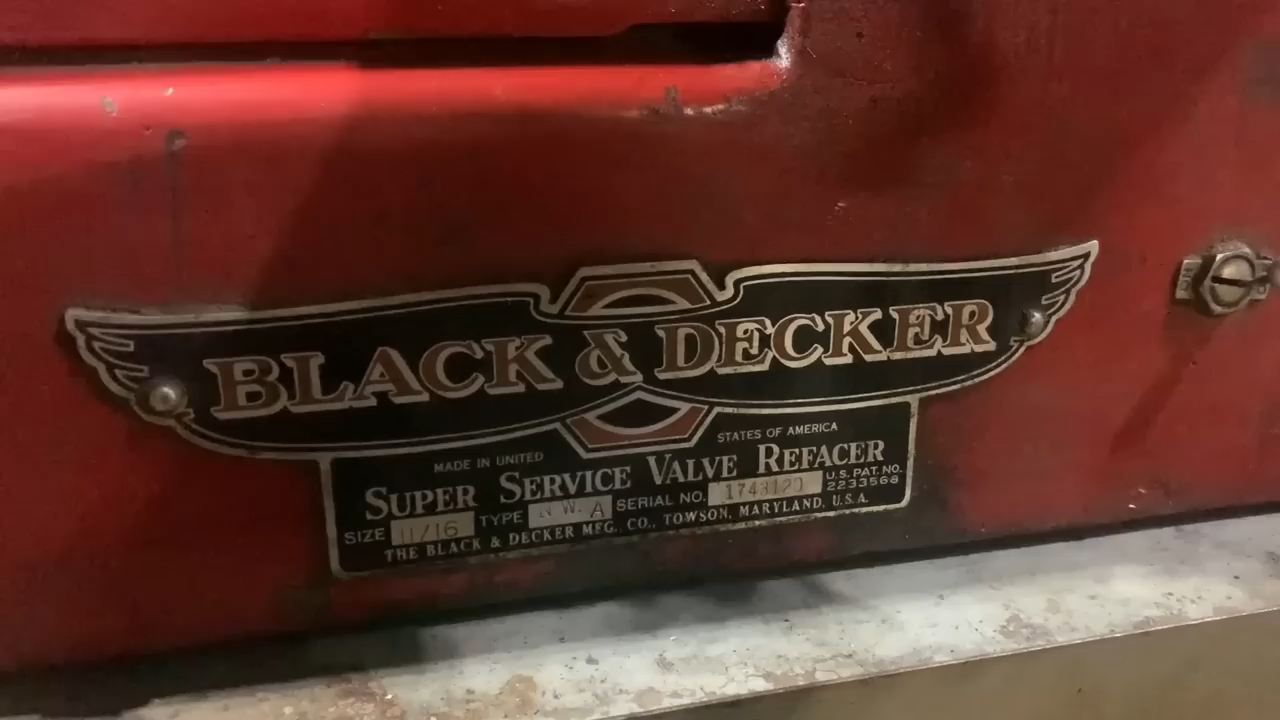 BLACK & DECKER
MADE IN UNITED STATES OF AMERICA
SUPER SERVICE VALVE REFACER
SIZE 11/16 TYPE A SERIAL NO. U.S. PAT. NO. 2233568
THE BLACK & DECKER MFG. CO., TOWSON, MARYLAND, U.S.A.